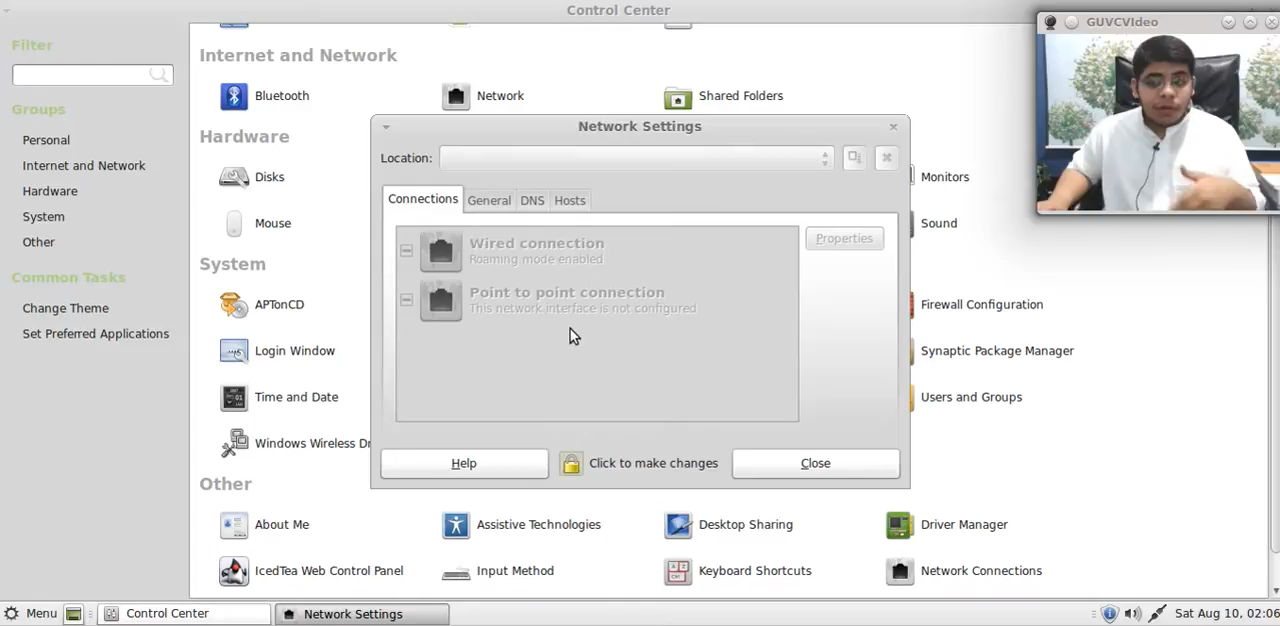 Control Center
GUVCVIdeo
Filter
Groups
Personal
Internet and Network
Hardware
System
Other
Common Tasks
Change Theme
Set Preferred Applications
Internet and Network
Bluetooth
Network
Shared Folders
Hardware
Disks
Monitors
Mouse
Sound
System
APTonCD
Firewall Configuration
Login Window
Synaptic Package Manager
Time and Date
Users and Groups
Windows Wireless Dr
Other
About Me
Assistive Technologies
Desktop Sharing
Driver Manager
IcedTea Web Control Panel
Input Method
Keyboard Shortcuts
Network Connections
Network Settings
Location:
Connections
General
DNS
Hosts
Wired connection
Roaming mode enabled
Properties
Point to point connection
This network interface is not configured
Help
Click to make changes
Close
Menu
Control Center
Network Settings
Sat Aug 10, 02:06